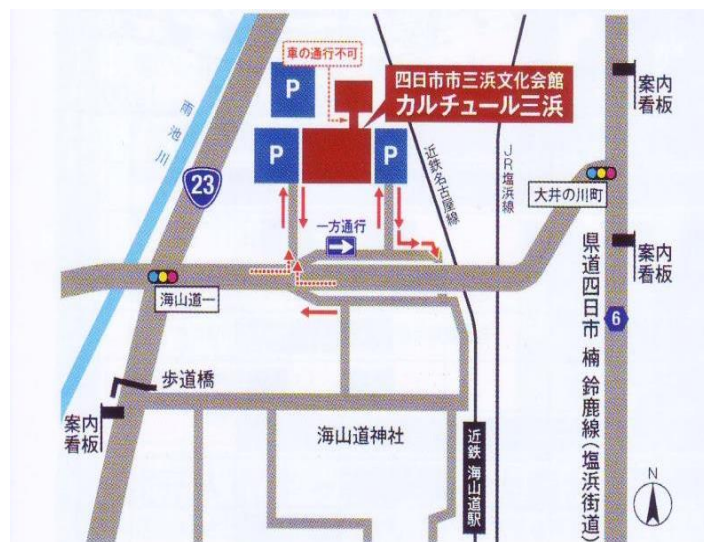 車の通行不可
P
四日市市三浜文化会館
カルチュール三浜
案内
看板
雨池川
23
P
P
近鉄名古屋線
JR塩浜線
大井の川町
一方通行
案内
看板
海山道一
県道四日市 楠 鈴鹿線(塩浜街道)
6
歩道橋
案内
看板
海山道神社
近鉄 海山道駅
N